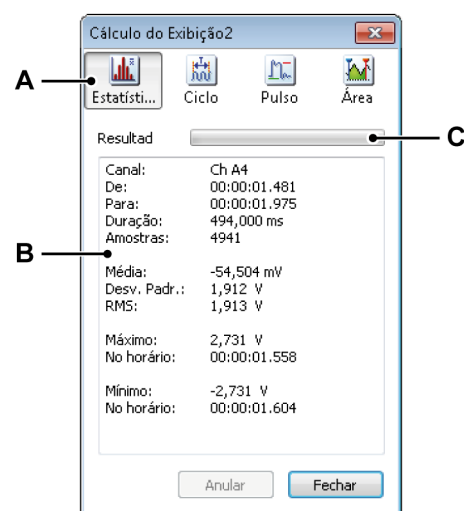 Cálculo do Exibição2
A
Estatísti... Ciclo Pulso Área
Resultad
C
Canal: Ch A4
De: 00:00:01.481
Para: 00:00:01.975
Duração: 494,000 ms
Amostras: 4941
B
Média: -54,504 mV
Desv. Padr.: 1,912 V
RMS: 1,913 V
Máximo: 2,731 V
No horário: 00:00:01.558
Mínimo: -2,731 V
No horário: 00:00:01.604
Anular Fechar